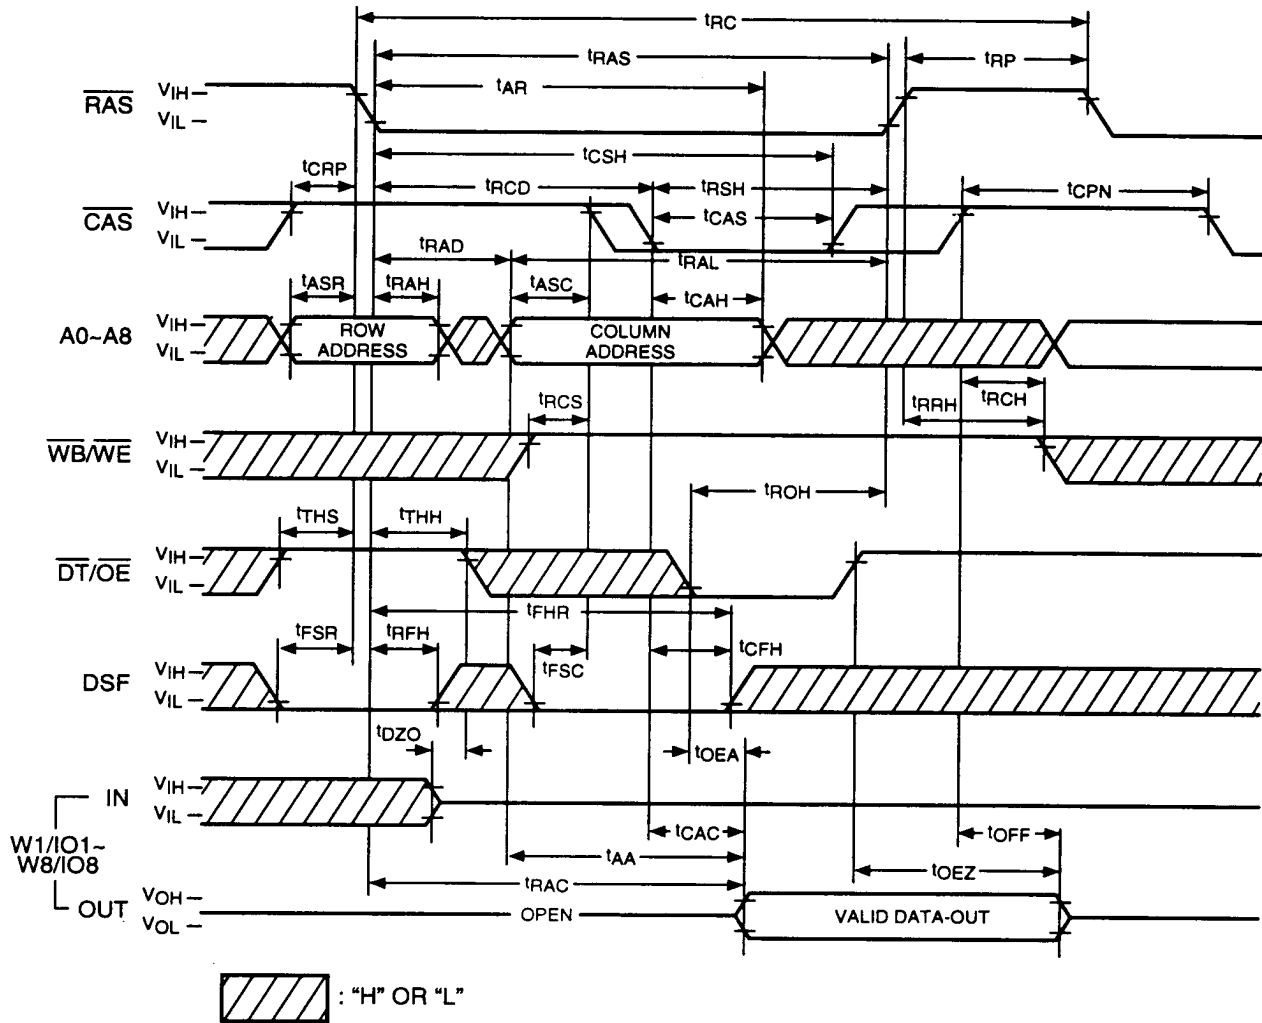 tRC
tRAS
tRP
tAR
RAS
VIH
VIL
tCSH
tCRP
tRCD
tRSH
tCPN
CAS
VIH
VIL
tCAS
tRAD
tRAL
tASR
tRAH
tASC
tCAH
A0~A8
VIH
VIL
ROW
ADDRESS
COLUMN
ADDRESS
tRCS
tRRH
tRCH
WB/WE
VIH
VIL
tROH
tTHS
tTHH
DT/OE
VIH
VIL
tFHR
tFSR
tRFH
tFSC
tCFH
DSF
VIH
VIL
tDZO
tOEA
IN
VIH
VIL
W1/IO1~
W8/IO8
tCAC
tOFF
tAA
tOEZ
tRAC
OUT
VOH
VOL
OPEN
VALID DATA-OUT
: "H" OR "L"